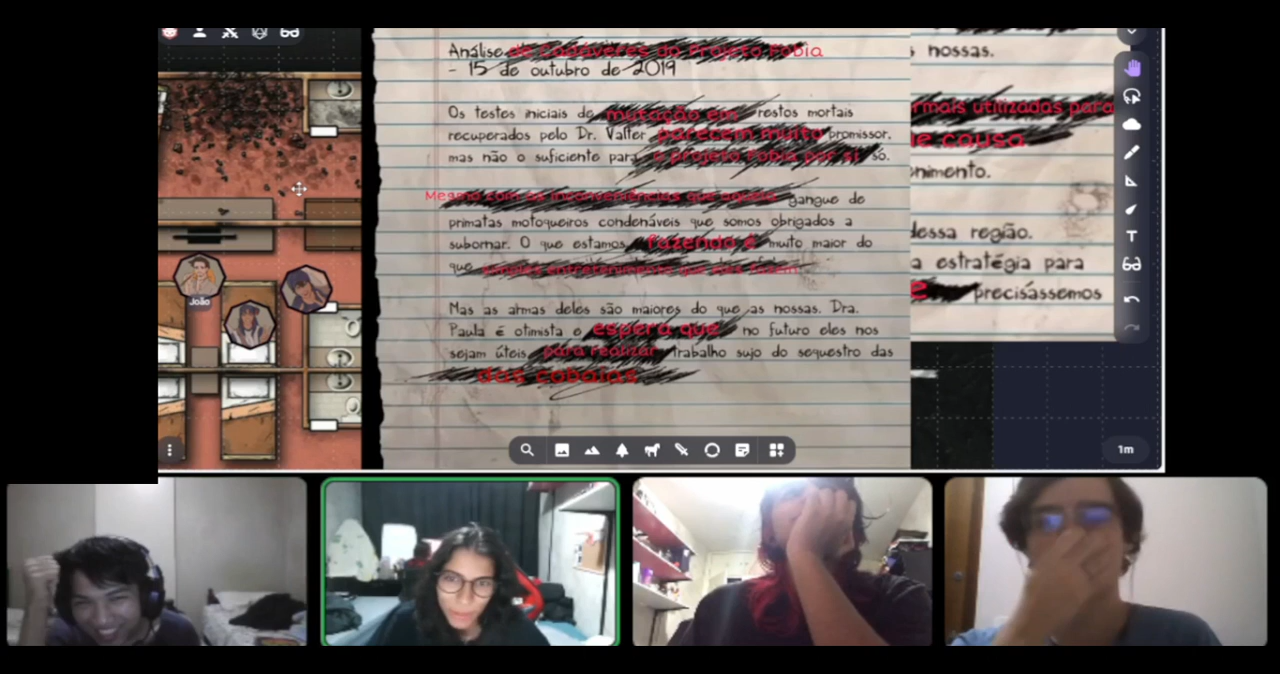 Análise de Cadáveres do Projeto Fobia
- 15 de outubro de 2019
Os testes iniciais de mutação em restos mortais
recuperados pelo Dr. Valter parecem muito promissor,
mas não o suficiente para o projeto Fobia por si só.
Mesmo com as inconveniências que aquela gangue de
primatas motoqueiros condenáveis que somos obrigados a
subornar. O que estamos fazendo é muito maior do
que simples entretenimento que eles fazem
Mas as armas deles são maiores do que as nossas. Dra.
Paula é otimista e espera que no futuro eles nos
sejam úteis para realizar trabalho sujo do sequestro das
das cobaias
nossas.
rmais utilizadas para
ue causa.
nimento.
dessa região.
a estratégia para
e precisássemos
João
T
1m